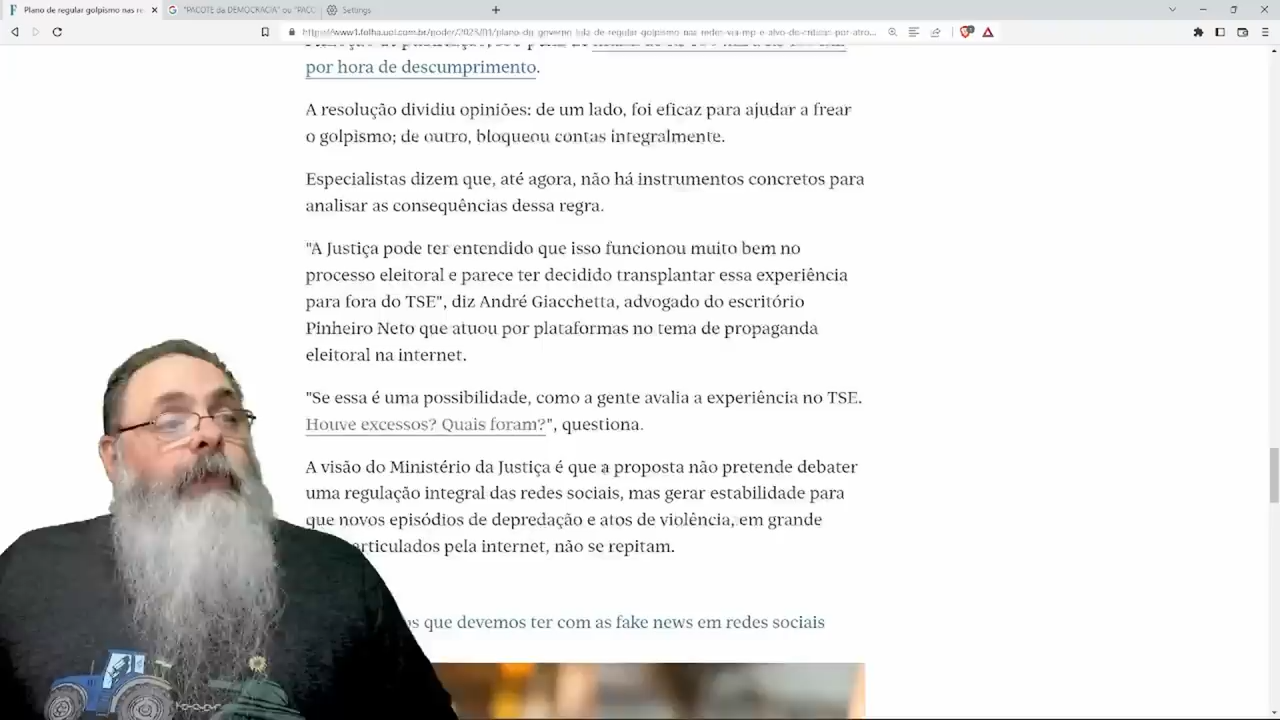 Plano de regular golpismo nas re
"PACOTE da DEMOCRACIA" ou "PACO
Settings
https://www1.folha.uol.com.br/poder/2023/01/plano-do-governo-lula-de-regular-golpismo-nas-redes-via-mp-e-alvo-de-criticas-por-atro...
por hora de descumprimento.
A resolução dividiu opiniões: de um lado, foi eficaz para ajudar a frear
o golpismo; de outro, bloqueou contas integralmente.
Especialistas dizem que, até agora, não há instrumentos concretos para
analisar as consequências dessa regra.
"A Justiça pode ter entendido que isso funcionou muito bem no
processo eleitoral e parece ter decidido transplantar essa experiência
para fora do TSE", diz André Giacchetta, advogado do escritório
Pinheiro Neto que atuou por plataformas no tema de propaganda
eleitoral na internet.
"Se essa é uma possibilidade, como a gente avalia a experiência no TSE.
Houve excessos? Quais foram?", questiona.
A visão do Ministério da Justiça é que a proposta não pretende debater
uma regulação integral das redes sociais, mas gerar estabilidade para
que novos episódios de depredação e atos de violência, em grande
articulados pela internet, não se repitam.
que devemos ter com as fake news em redes sociais